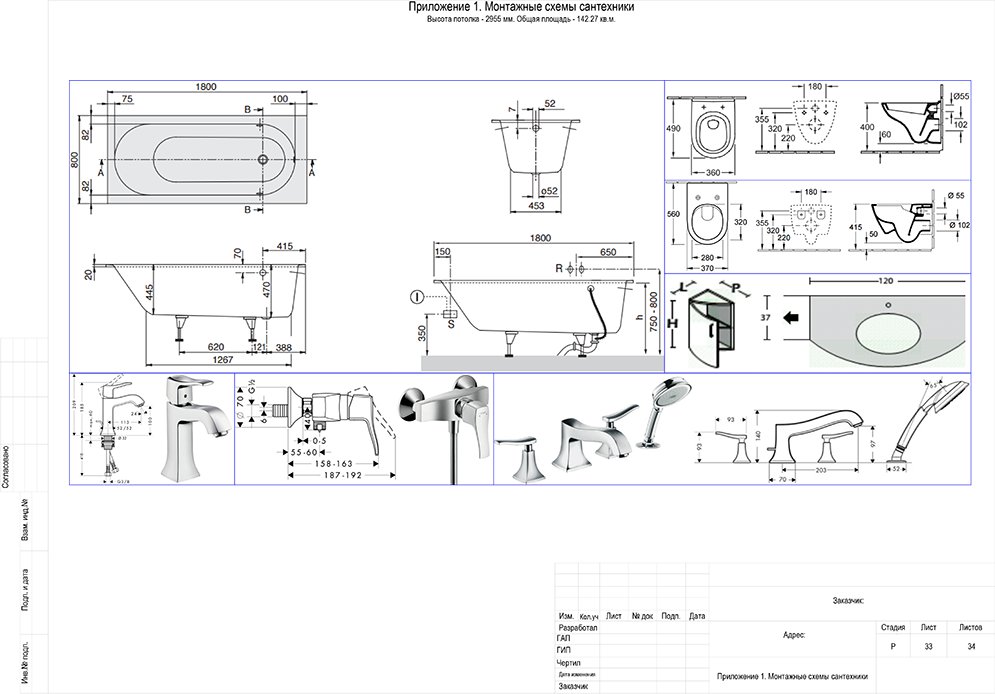 Приложение 1. Монтажные схемы сантехники
Высота потолка - 2955 мм. Общая площадь - 142.27 кв.м.
1800
75
100
B
82
800
82
A
A
B
7
52
ø52
453
415
70
20
445
470
620
121
388
1267
1800
150
650
R
I
S
350
h
750 - 800
180
Ø55
490
355
320
220
400
60
102
360
180
Ø 55
560
320
355
320
220
415
50
Ø 102
280
370
L
P
H
120
37
Ø 70
G ½
6
0-5
55-60
158-163
187-192
93
93
140
203
70
97
63°
52
Согласовано
Взам. инд.№
Подп. и дата
Инв.№ подл.
Изм. Кол.уч Лист № док Подп. Дата
Разработал
ГАП
ГИП
Чертил
Дата изменения
Заказчик
Заказчик:
Адрес:
Стадия Лист Листов
Р 33 34
Приложение 1. Монтажные схемы сантехники